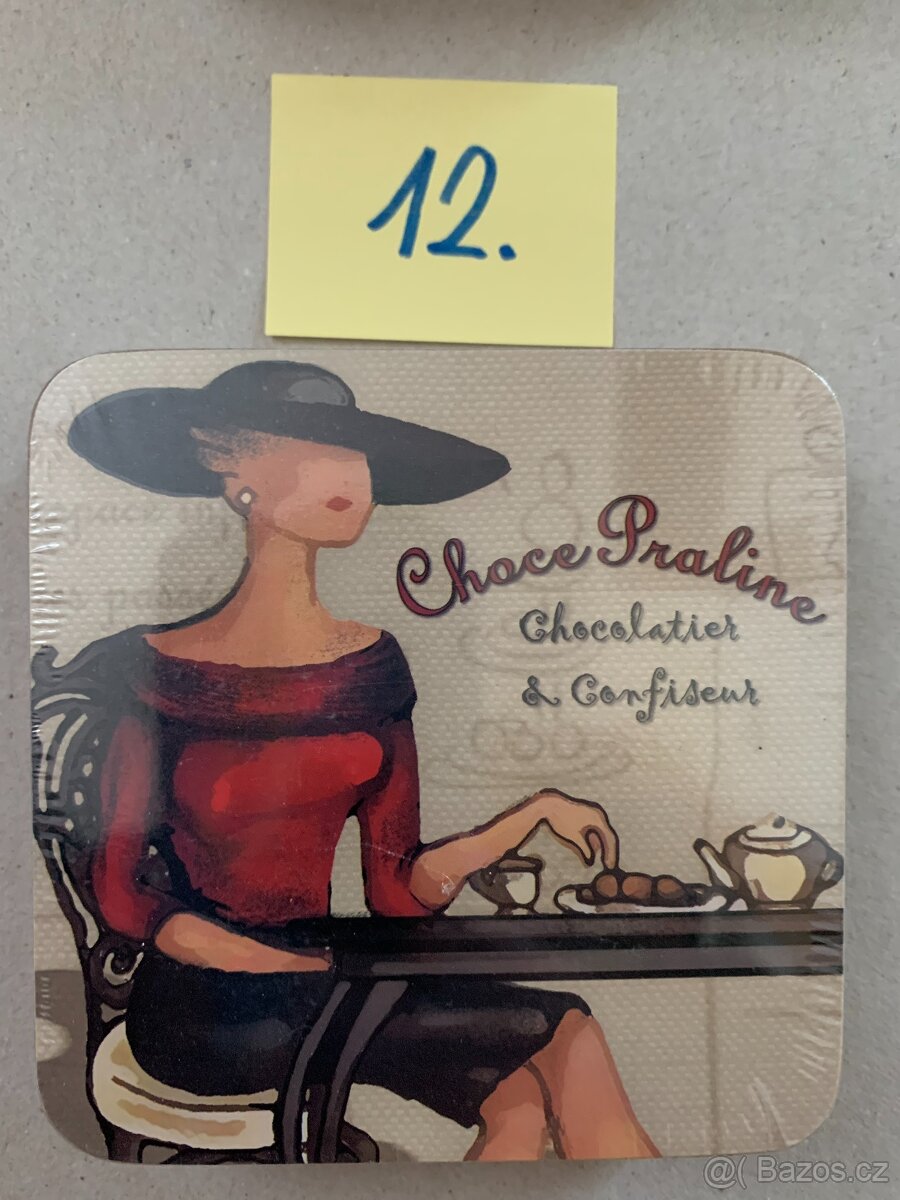 12.
Choce Praline
Chocolatier
& Confiseur
@( Bazos.cz